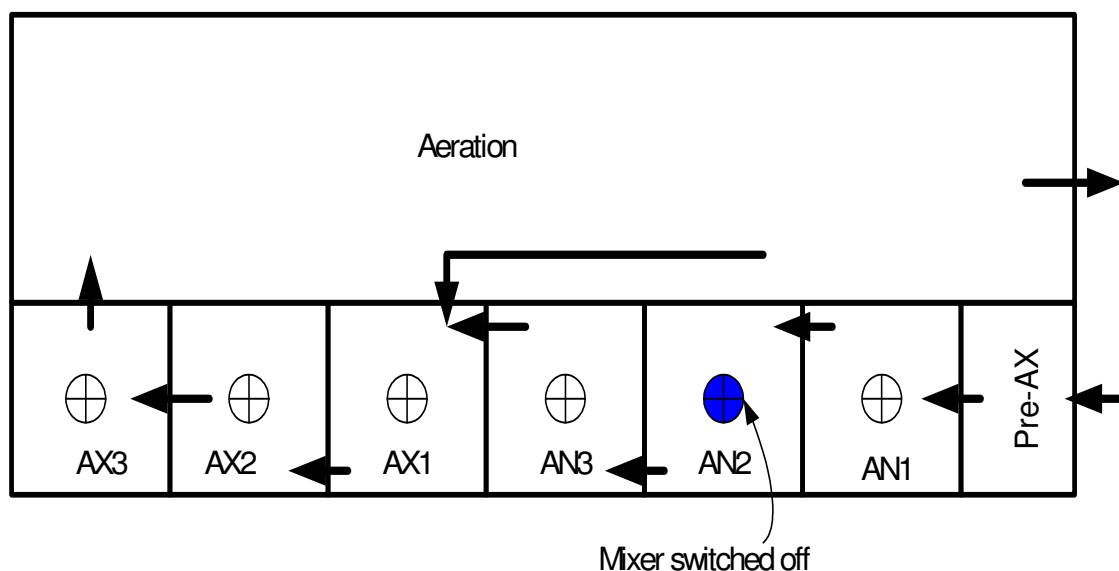 Aeration
Pre-AX
AX3
AX2
AX1
AN3
AN2
AN1
Mixer switched off